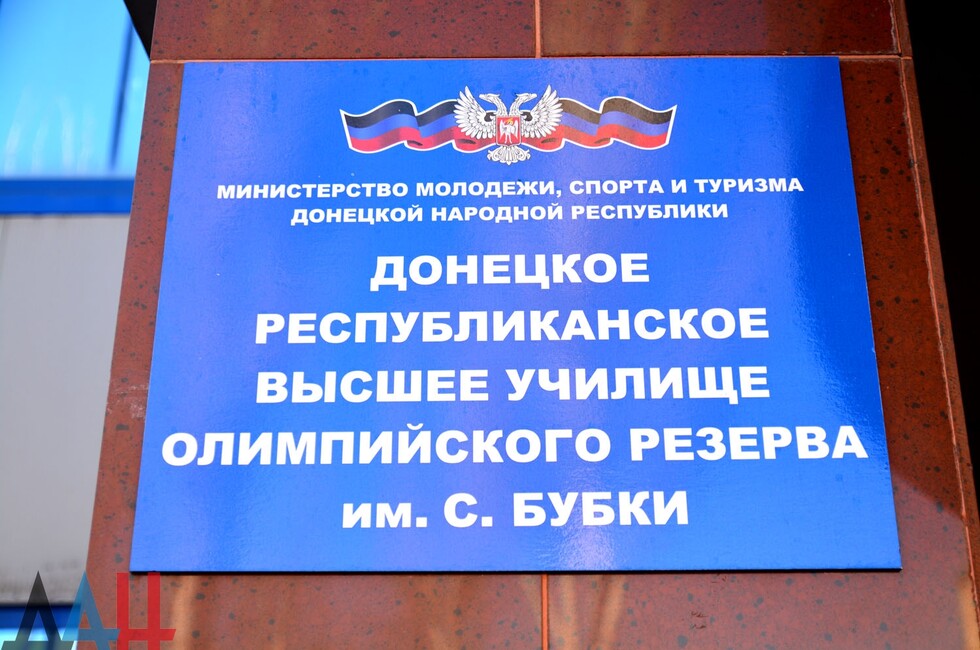 МИНИСТЕРСТВО МОЛОДЕЖИ, СПОРТА И ТУРИЗМА
ДОНЕЦКОЙ НАРОДНОЙ РЕСПУБЛИКИ
ДОНЕЦКОЕ
РЕСПУБЛИКАНСКОЕ
ВЫСШЕЕ УЧИЛИЩЕ
ОЛИМПИЙСКОГО РЕЗЕРВА
им. С. БУБКИ
ДАН